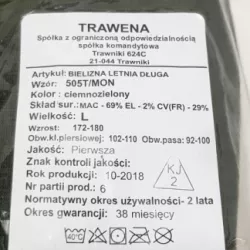 TRAWENA
Spółka z ograniczoną odpowiedzialnością
spółka komandytowa
Trawniki 624C
21-044 Trawniki
Artykuł: BIELIZNA LETNIA DŁUGA
Wzór: 505T/MON
Kolor : ciemnozielony
Skład sur.: MAC - 69% EL - 2% CV(FR) - 29%
Wielkość: L
Wzrost: 172-180
Obw.kl.piersiowej: 102-110 Obw.pasa: 92-100
Jakość: Pierwsza
Znak kontroli jakości:
KJ
2
Rok produkcji: 10-2018
Nr partii prod.: 6
Normatywny okres używalności- 2 lata
Okres gwarancji: 38 miesięcy
40°C